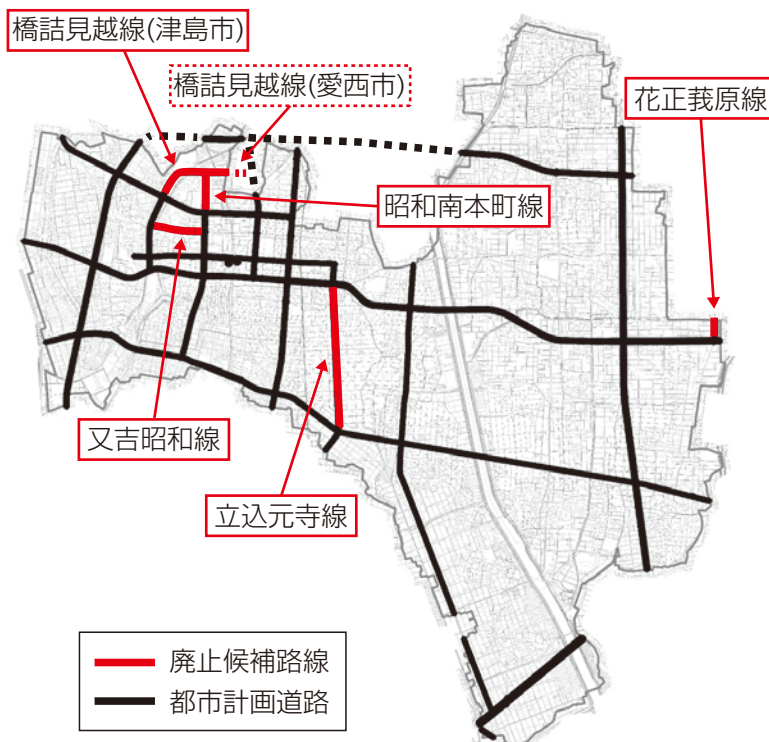 橋詰見越線(津島市)
橋詰見越線(愛西市)
花正莪原線
昭和南本町線
又吉昭和線
立込元寺線
廃止候補路線
都市計画道路